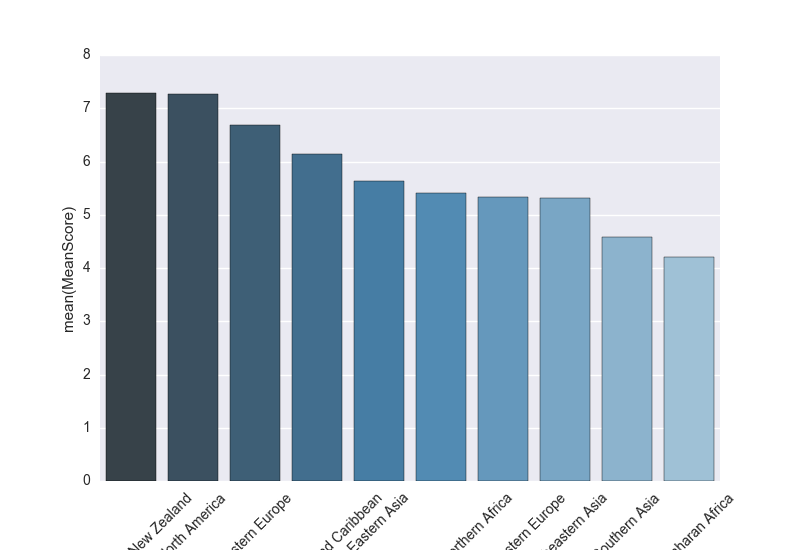 8
7
6
5
4
3
2
1
0
mean(MeanScore)
New Zealand
North America
stern Europe
nd Caribbean
Eastern Asia
orthern Africa
stern Europe
eastern Asia
Southern Asia
haran Africa